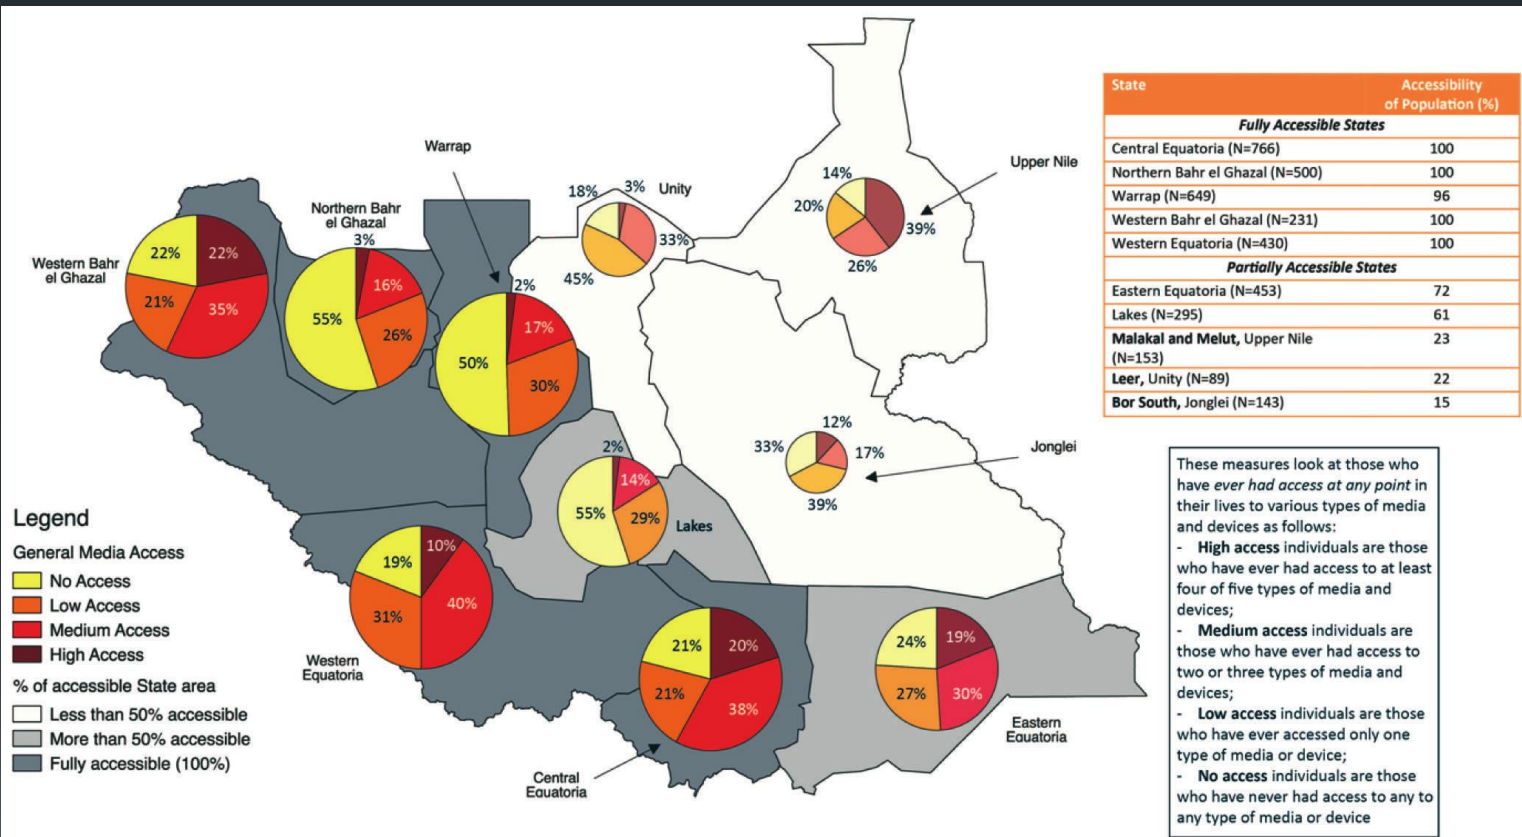 Warrap
Upper Nile
Unity
Northern Bahr
el Ghazal
Western Bahr
el Ghazal
22%
22%
21%
35%
3%
16%
55%
26%
2%
17%
50%
30%
18%
3%
33%
45%
14%
20%
39%
26%
12%
33%
17%
39%
Jonglei
2%
14%
55%
29%
Lakes
10%
19%
40%
31%
Western
Equatoria
21%
20%
21%
38%
Central
Equatoria
24%
19%
27%
30%
Eastern
Equatoria
Legend
General Media Access
No Access
Low Access
Medium Access
High Access
% of accessible State area
Less than 50% accessible
More than 50% accessible
Fully accessible (100%)
State Accessibility
of Population (%)
Fully Accessible States
Central Equatoria (N=766) 100
Northern Bahr el Ghazal (N=500) 100
Warrap (N=649) 96
Western Bahr el Ghazal (N=231) 100
Western Equatoria (N=430) 100
Partially Accessible States
Eastern Equatoria (N=453) 72
Lakes (N=295) 61
Malakal and Melut, Upper Nile 23
(N=153)
Leer, Unity (N=89) 22
Bor South, Jonglei (N=143) 15
These measures look at those who
have ever had access at any point in
their lives to various types of media
and devices as follows:
- High access individuals are those
who have ever had access to at least
four of five types of media and
devices;
- Medium access individuals are
those who have ever had access to
two or three types of media and
devices;
- Low access individuals are those
who have ever accessed only one
type of media or device;
- No access individuals are those
who have never had access to any to
any type of media or device